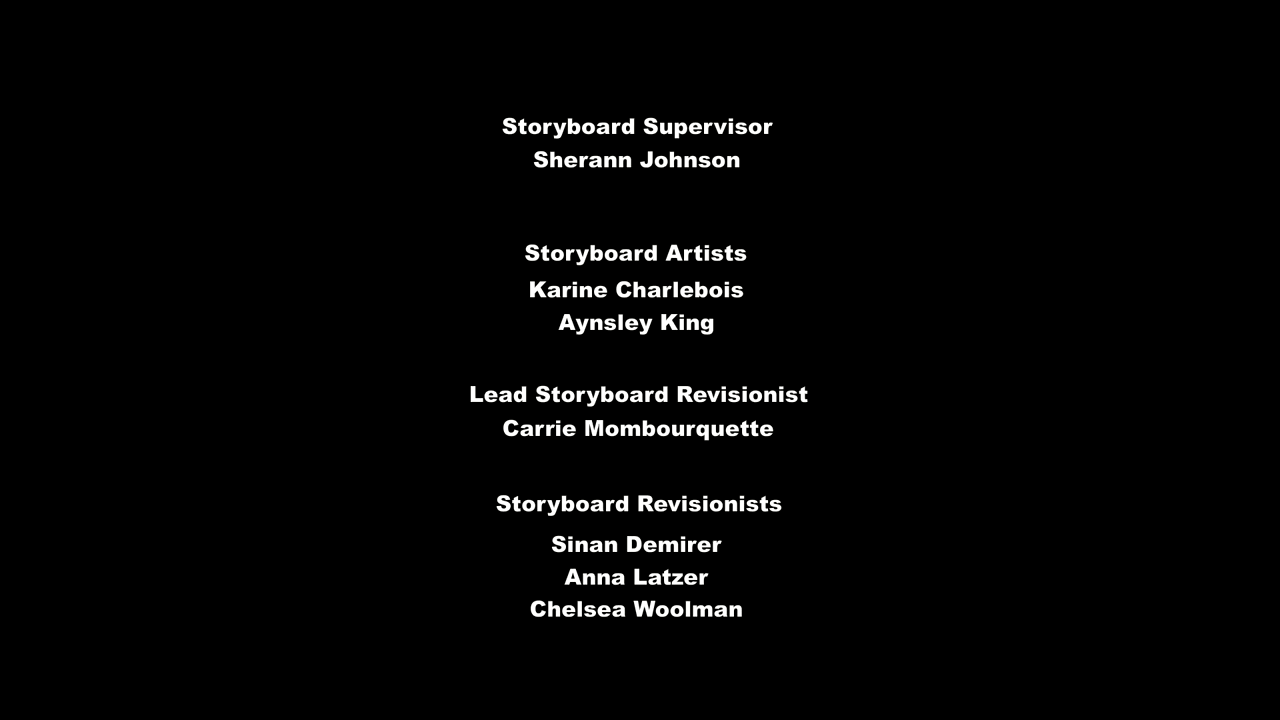 Storyboard Supervisor
Sherann Johnson
Storyboard Artists
Karine Charlebois
Aynsley King
Lead Storyboard Revisionist
Carrie Mombourquette
Storyboard Revisionists
Sinan Demirer
Anna Latzer
Chelsea Woolman